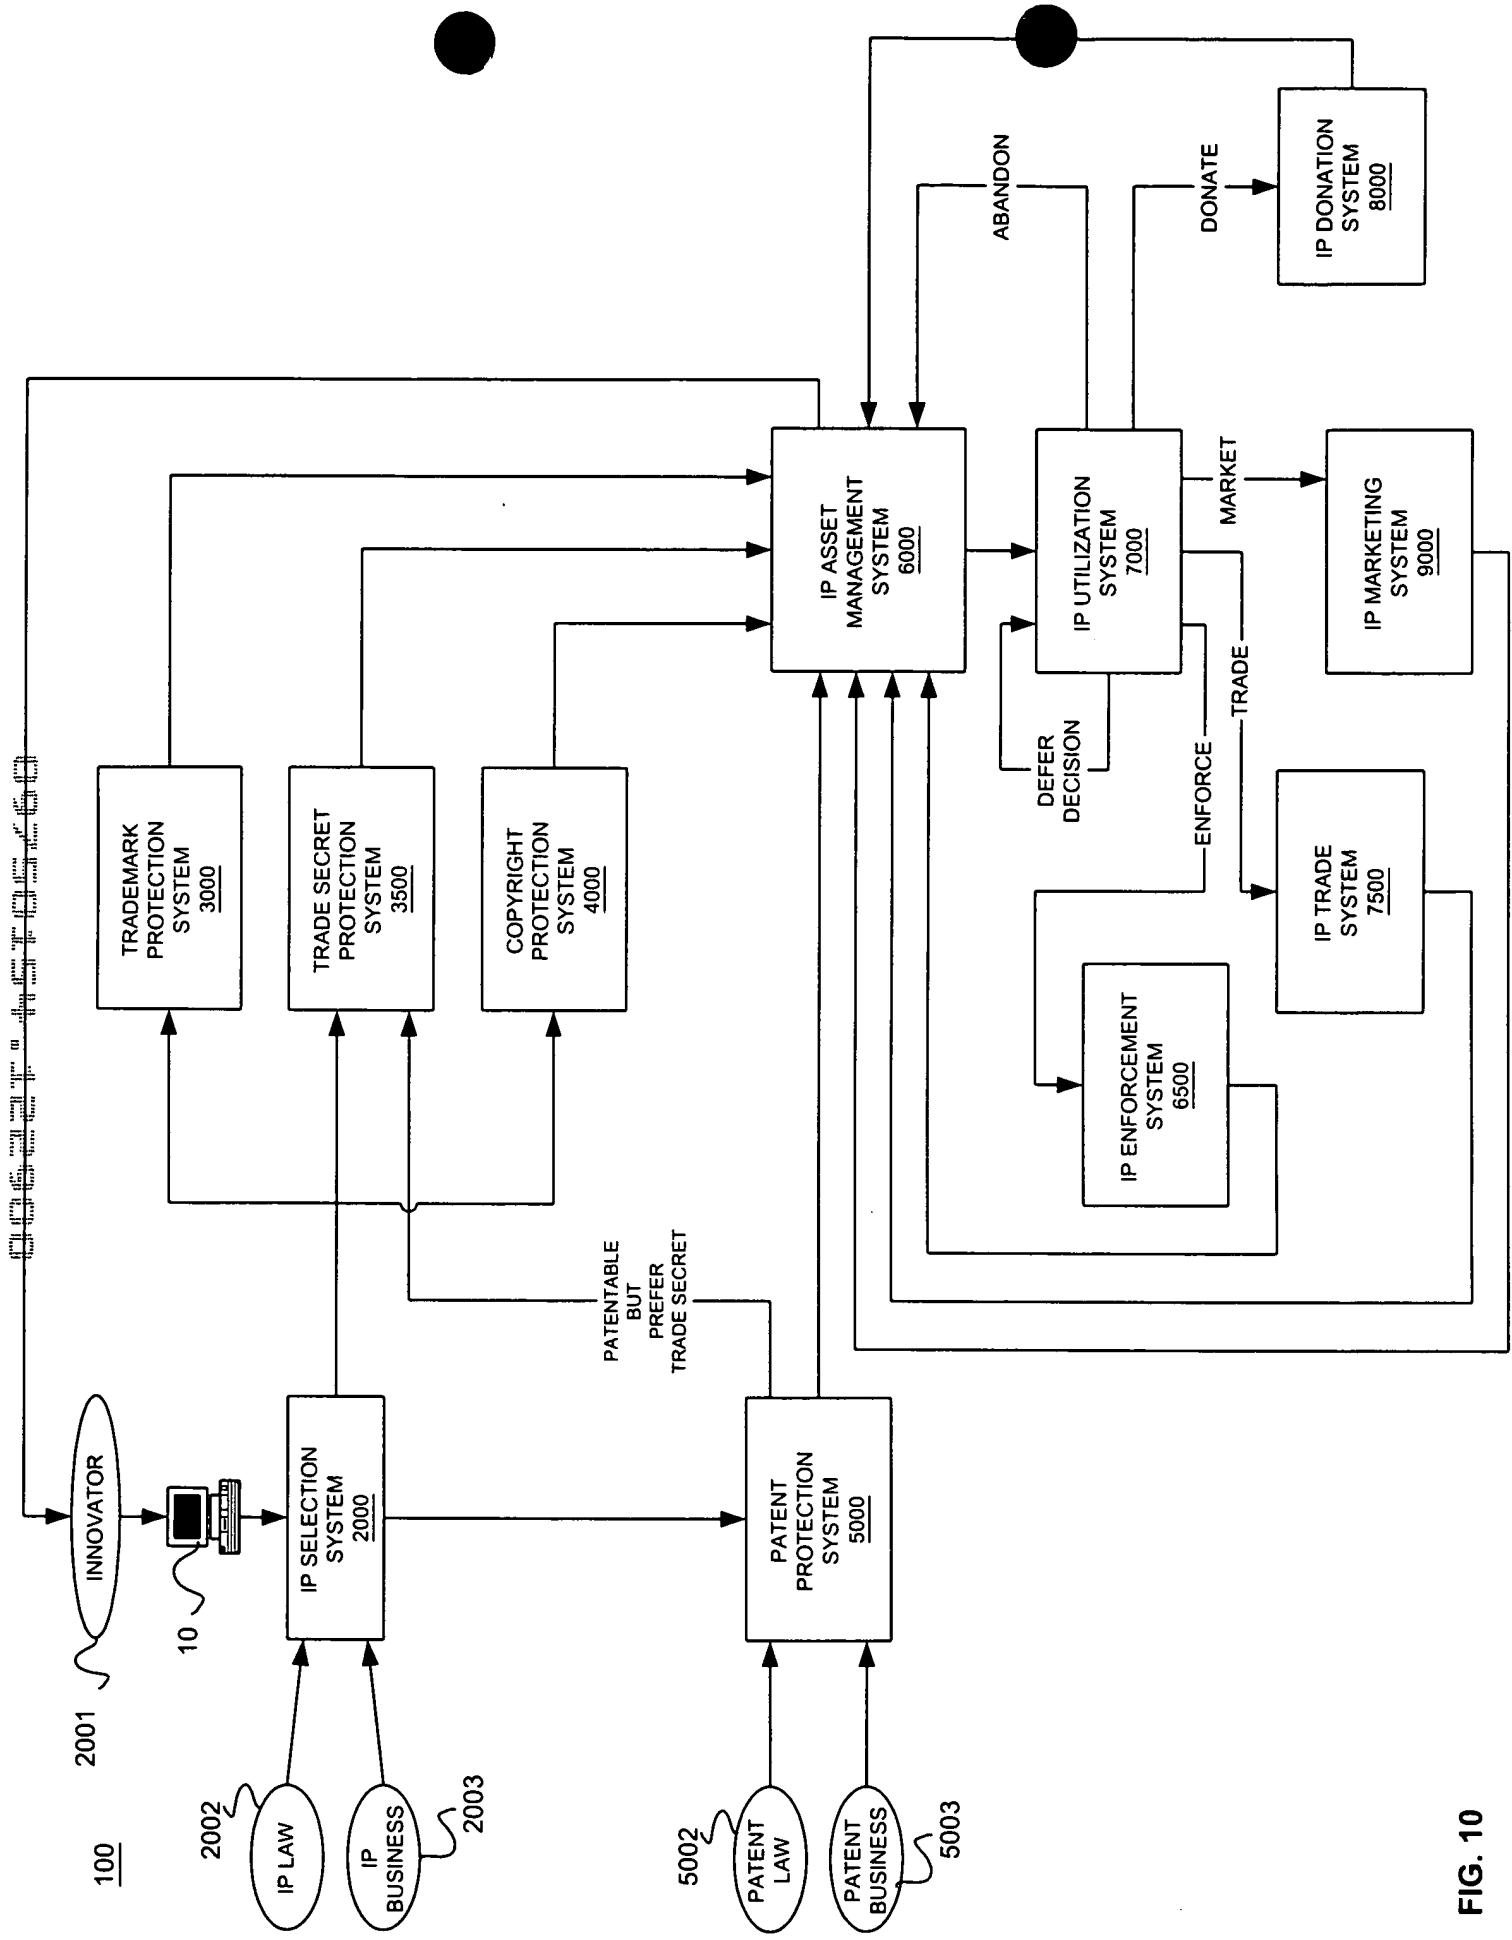 100
2001
INNOVATOR
10
2002
IP LAW
IP
BUSINESS
2003
IP SELECTION
SYSTEM
2000
TRADEMARK
PROTECTION
SYSTEM
3000
TRADE SECRET
PROTECTION
SYSTEM
3500
COPYRIGHT
PROTECTION
SYSTEM
4000
PATENTABLE
BUT
PREFER
TRADE SECRET
5002
PATENT
LAW
PATENT
BUSINESS
5003
PATENT
PROTECTION
SYSTEM
5000
IP ASSET
MANAGEMENT
SYSTEM
6000
ABANDON
DEFER
DECISION
IP UTILIZATION
SYSTEM
7000
ENFORCE
TRADE
MARKET
DONATE
IP ENFORCEMENT
SYSTEM
6500
IP TRADE
SYSTEM
7500
IP MARKETING
SYSTEM
9000
IP DONATION
SYSTEM
8000
FIG. 10